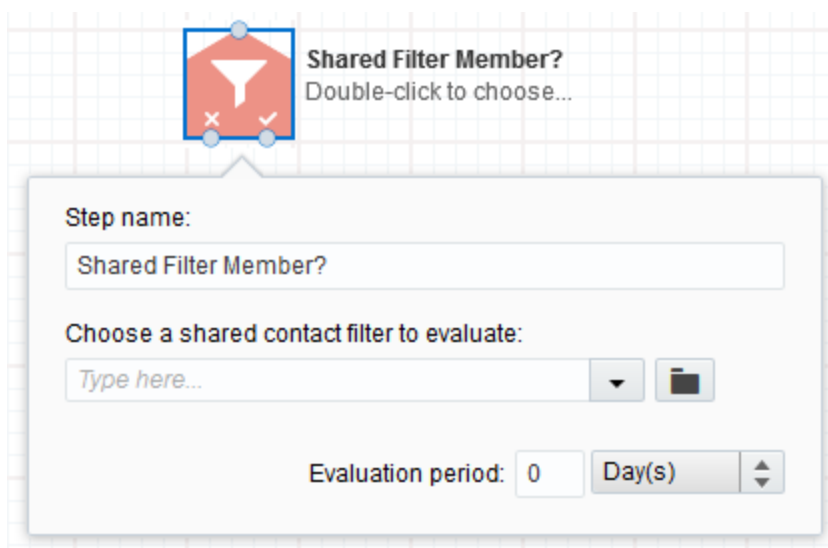 Shared Filter Member?
Double-click to choose...
Step name:
Shared Filter Member?
Choose a shared contact filter to evaluate:
Type here...
Evaluation period: 0 Day(s)